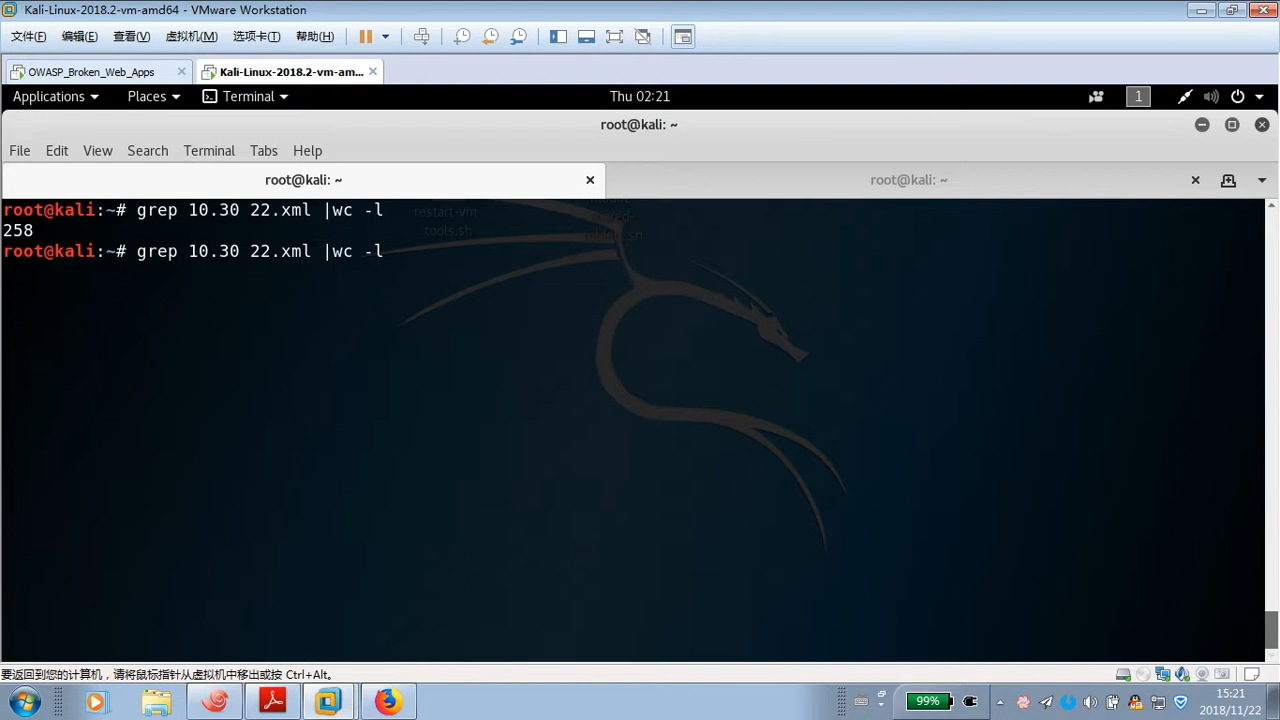 Kali-Linux-2018.2-vm-amd64 - VMware Workstation
文件(F) 编辑(E) 查看(V) 虚拟机(M) 选项卡(T) 帮助(H)
OWASP_Broken_Web_Apps Kali-Linux-2018.2-vm-am...
Applications Places Terminal Thu 02:21 1
root@kali: ~
File Edit View Search Terminal Tabs Help
root@kali: ~ root@kali: ~
root@kali:~# grep 10.30 22.xml |wc -l
restart-vm-
tools.sh
258
root@kali:~# grep 10.30 22.xml |wc -l
要返回到您的计算机，请将鼠标指针从虚拟机中移出或按 Ctrl+Alt。
99%
15:21
2018/11/22